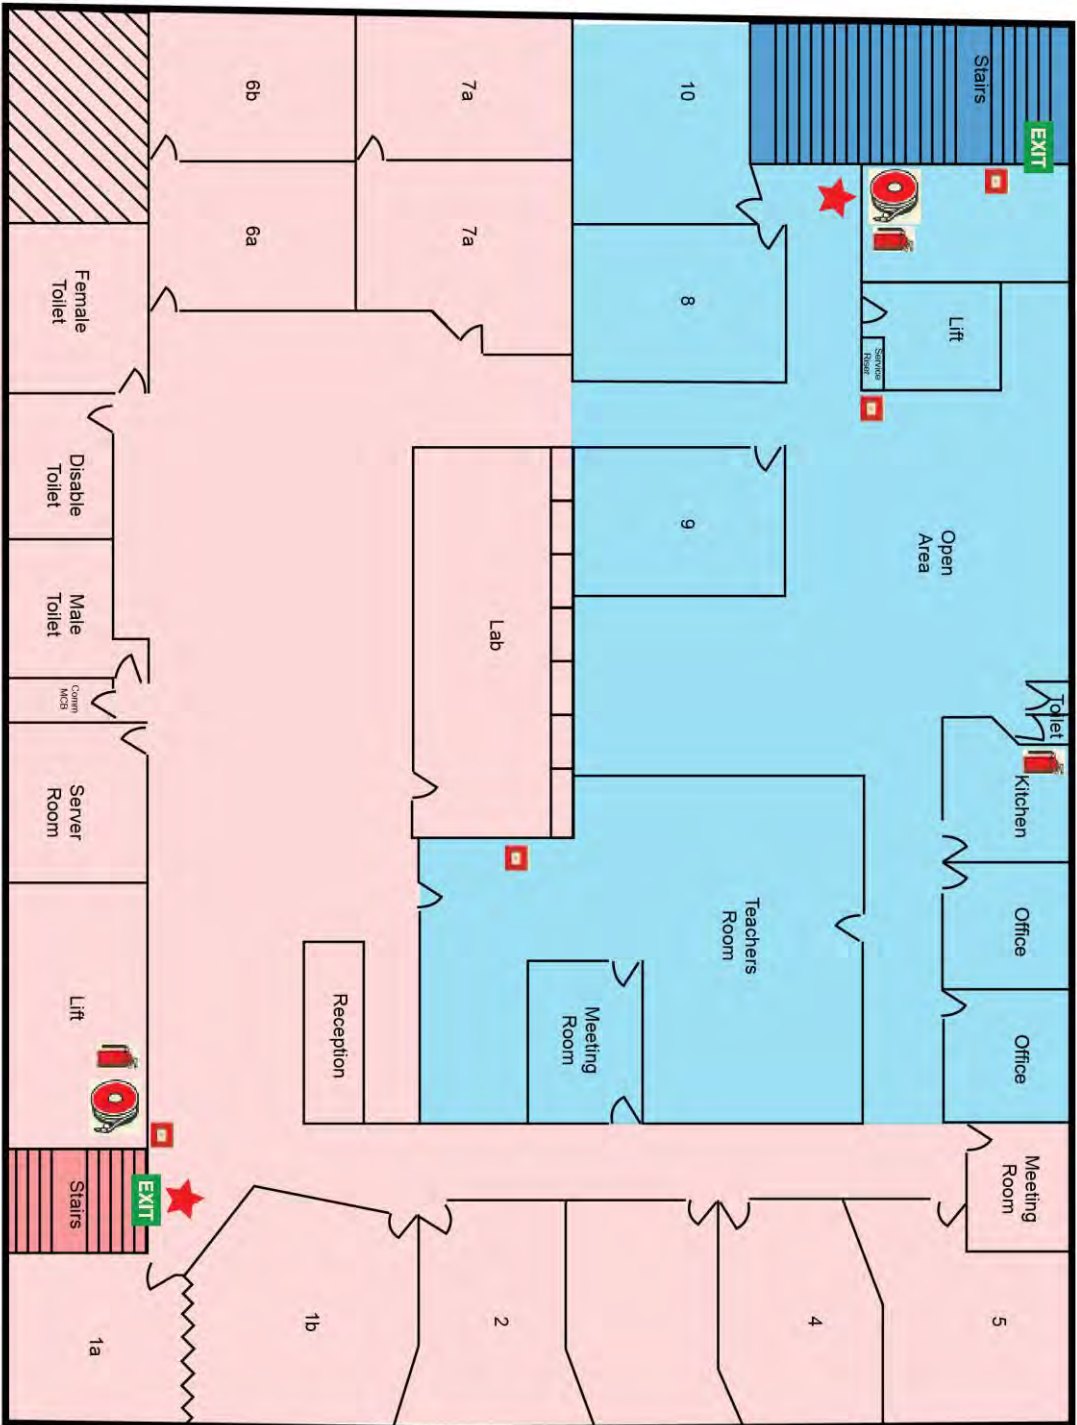 6b
7a
10
Stairs
EXIT
6a
7a
8
Lift
Service
Riser
Female
Toilet
Disable
Toilet
Male
Toilet
Comm
MCB
Server
Room
Lift
Stairs
EXIT
Lab
9
Open
Area
Toilet
Kitchen
Office
Office
Teachers
Room
Meeting
Room
Reception
Meeting
Room
1a
1b
2
4
5